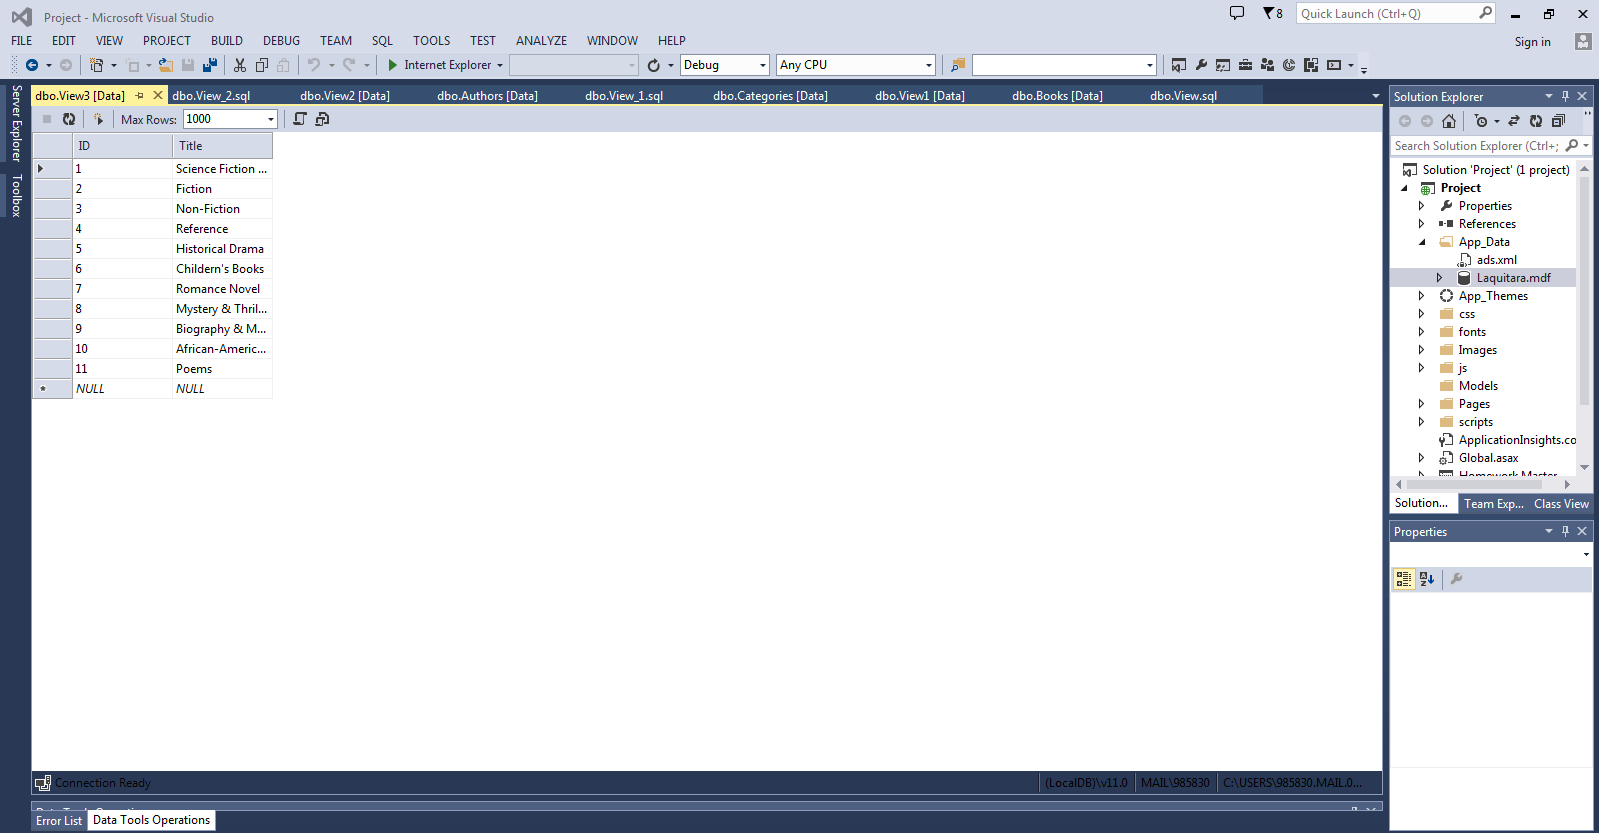 Project - Microsoft Visual Studio
8
Quick Launch (Ctrl+Q)
FILE EDIT VIEW PROJECT BUILD DEBUG TEAM SQL TOOLS TEST ANALYZE WINDOW HELP
Sign in
Internet Explorer Debug Any CPU
Server Explorer
Toolbox
dbo.View3 [Data] dbo.View_2.sql dbo.View2 [Data] dbo.Authors [Data] dbo.View_1.sql dbo.Categories [Data] dbo.View1 [Data] dbo.Books [Data] dbo.View.sql
Max Rows: 1000
ID Title
1 Science Fiction ...
2 Fiction
3 Non-Fiction
4 Reference
5 Historical Drama
6 Childern's Books
7 Romance Novel
8 Mystery & Thril...
9 Biography & M...
10 African-Americ...
11 Poems
NULL NULL
Connection Ready
(LocalDB)\v11.0 MAIL\985830 C:\USERS\985830.MAIL.0...
Error List Data Tools Operations
Solution Explorer
Search Solution Explorer (Ctrl+;
Solution 'Project' (1 project)
Project
Properties
References
App_Data
ads.xml
Laquitara.mdf
App_Themes
css
fonts
Images
js
Models
Pages
scripts
ApplicationInsights.co
Global.asax
Homework.Master
Solution... Team Exp... Class View
Properties